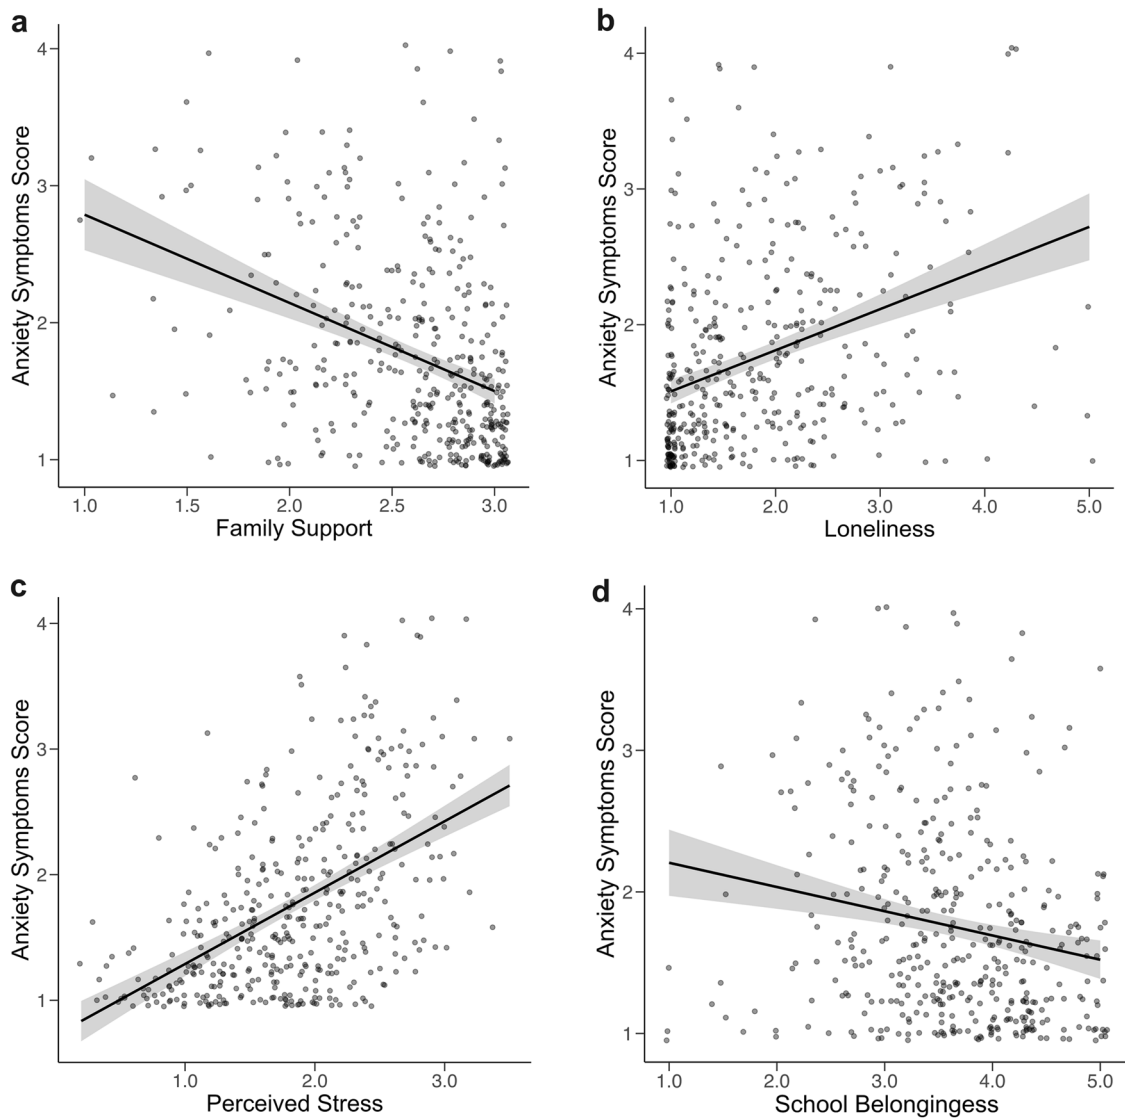 a
4
3
2
1
Anxiety Symptoms Score
1.0 1.5 2.0 2.5 3.0
Family Support
b
4
3
2
1
Anxiety Symptoms Score
1.0 2.0 3.0 4.0 5.0
Loneliness
c
4
3
2
1
Anxiety Symptoms Score
1.0 2.0 3.0
Perceived Stress
d
4
3
2
1
Anxiety Symptoms Score
1.0 2.0 3.0 4.0 5.0
School Belongingess